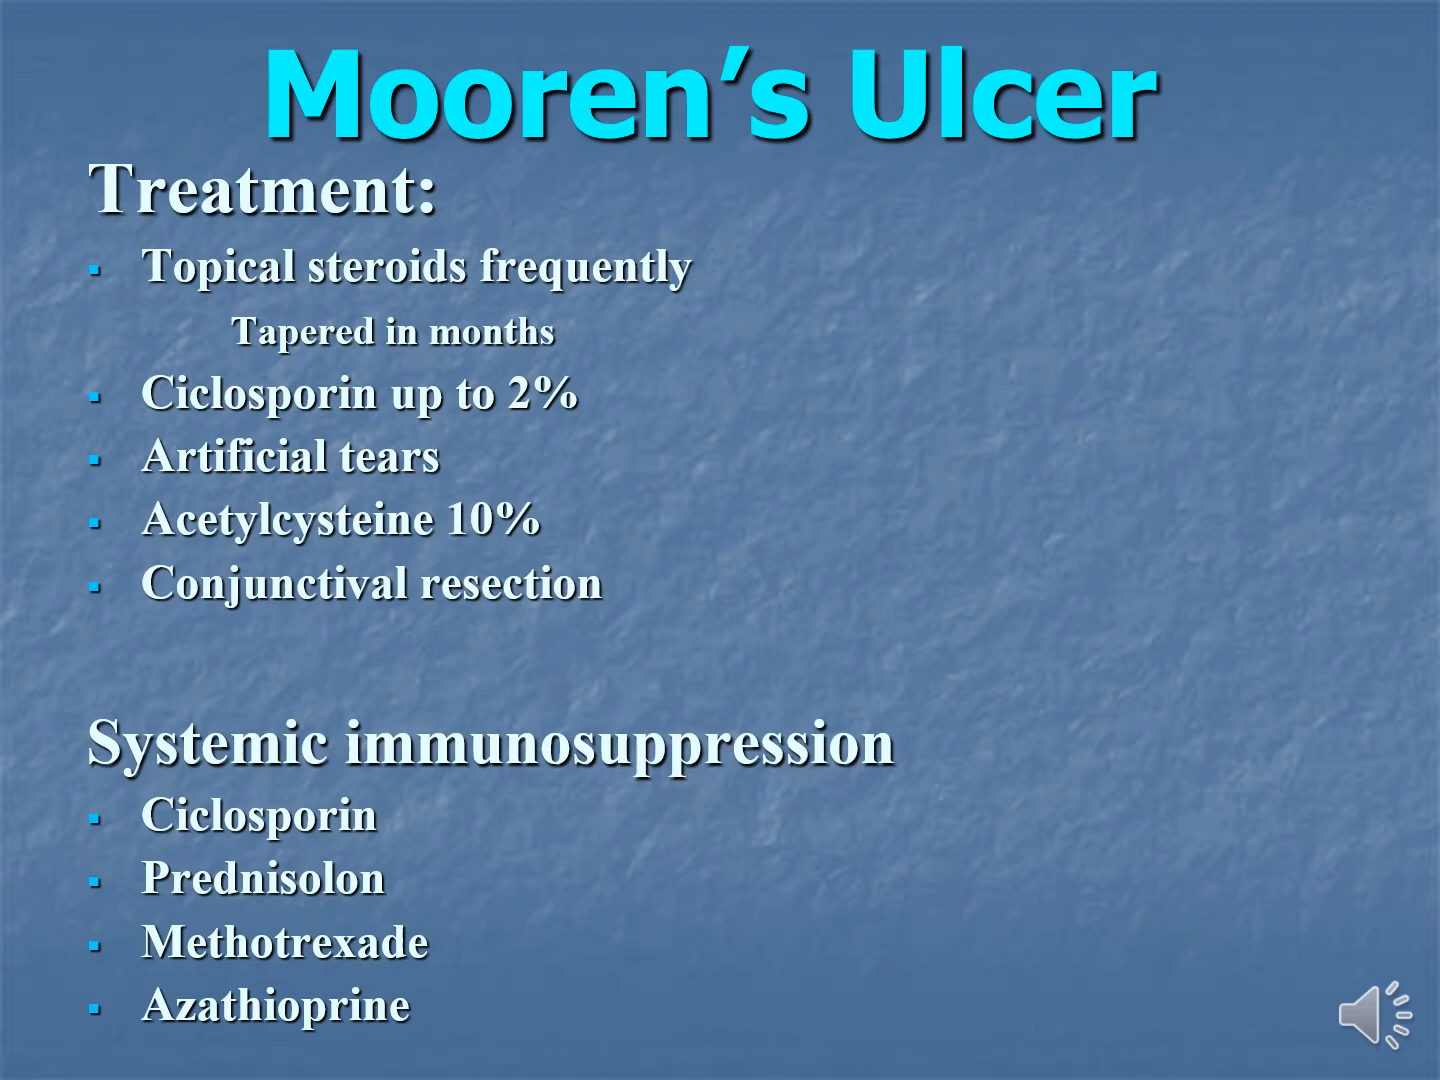 Mooren’s Ulcer
Treatment:
▪ Topical steroids frequently
Tapered in months
▪ Ciclosporin up to 2%
▪ Artificial tears
▪ Acetylcysteine 10%
▪ Conjunctival resection
Systemic immunosuppression
▪ Ciclosporin
▪ Prednisolon
▪ Methotrexade
▪ Azathioprine